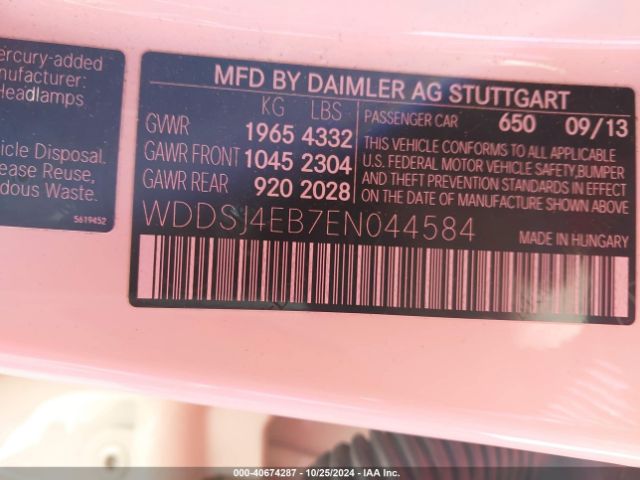 ercury-added
nufacturer:
Headlamps
hicle Disposal.
ease Reuse,
dous Waste.
5619452
MFD BY DAIMLER AG STUTTGART
KG LBS
GVWR 1965 4332
GAWR FRONT 1045 2304
GAWR REAR 920 2028
PASSENGER CAR 650 09/13
THIS VEHICLE CONFORMS TO ALL APPLICABLE
U.S. FEDERAL MOTOR VEHICLE SAFETY,BUMPER
AND THEFT PREVENTION STANDARDS IN EFFECT
ON THE DATE OF MANUFACTURE SHOWN ABOVE.
WDDSJ4EB7EN044584
MADE IN HUNGARY
000-40674287 - 10/25/2024 - IAA Inc.